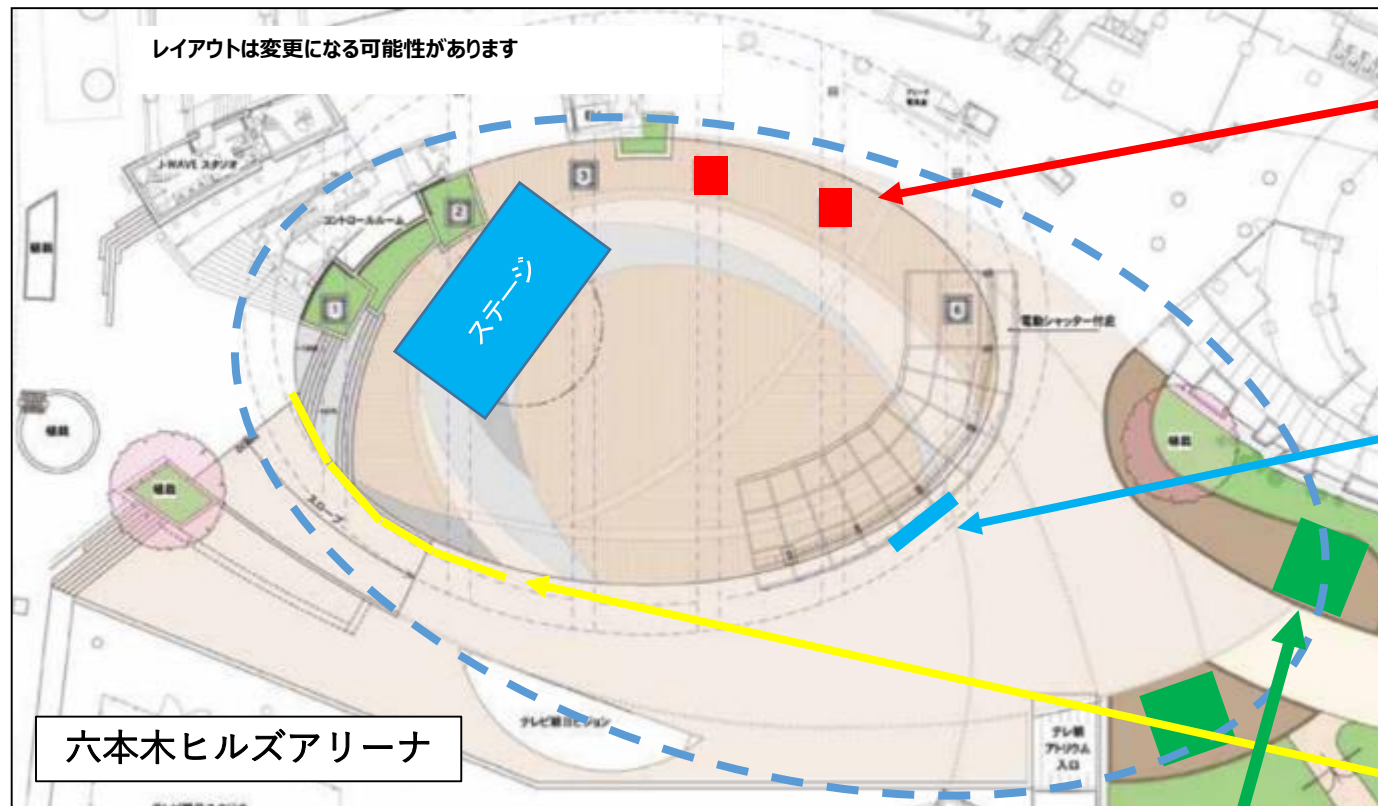 レイアウトは変更になる可能性があります
J-WAVE スタジオ
コントロールルーム
植栽
1
2
3
6
ステージ
電動シャッター付庇
植栽
植栽
植栽
スロープ
テレビ朝日ビジョン
テレビ朝
アトリウム
入口
六本木ヒルズアリーナ